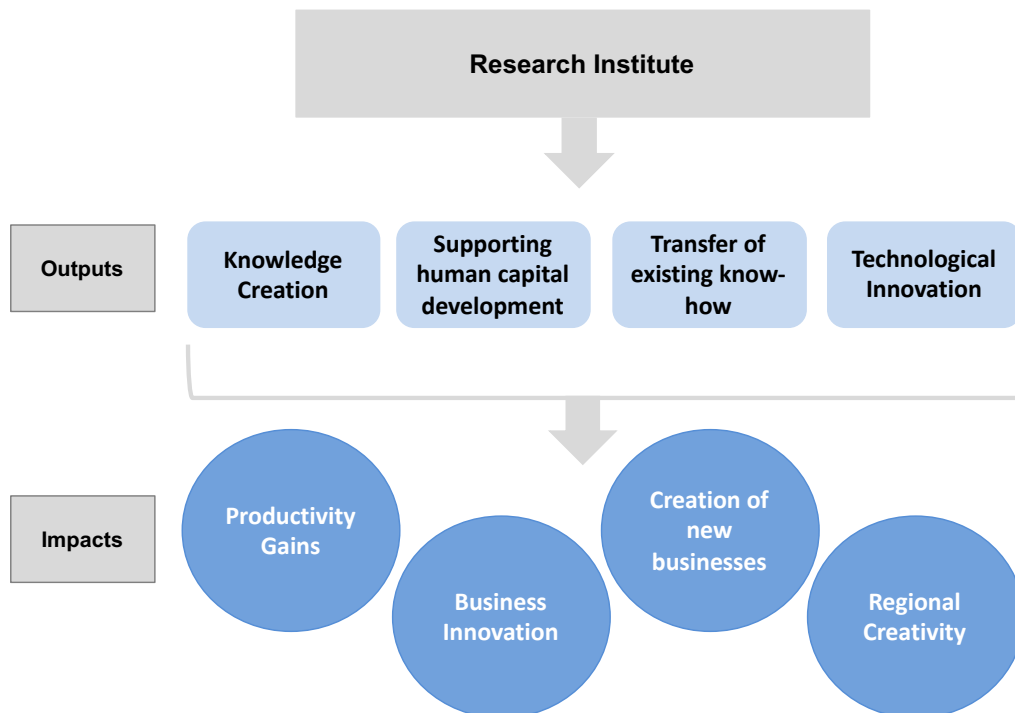 Research Institute
Outputs
Knowledge
Creation
Supporting
human capital
development
Transfer of
existing know-
how
Technological
Innovation
Impacts
Productivity
Gains
Business
Innovation
Creation of
new
businesses
Regional
Creativity